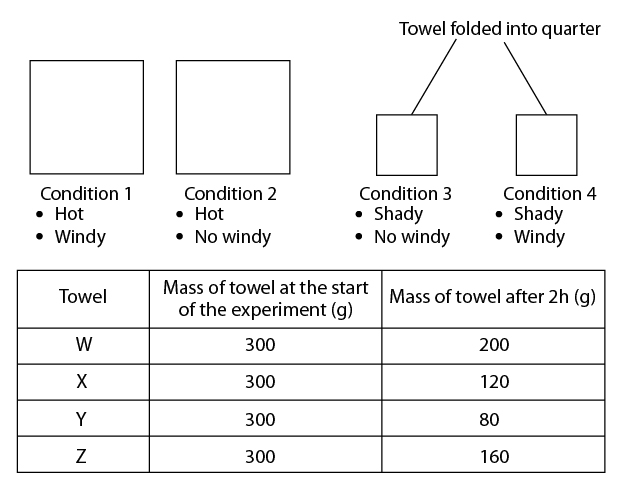 Towel folded into quarter
Condition 1
• Hot
• Windy
Condition 2
• Hot
• No windy
Condition 3
• Shady
• No windy
Condition 4
• Shady
• Windy
Towel
Mass of towel at the start
of the experiment (g)
Mass of towel after 2h (g)
W 300 200
X 300 120
Y 300 80
Z 300 160